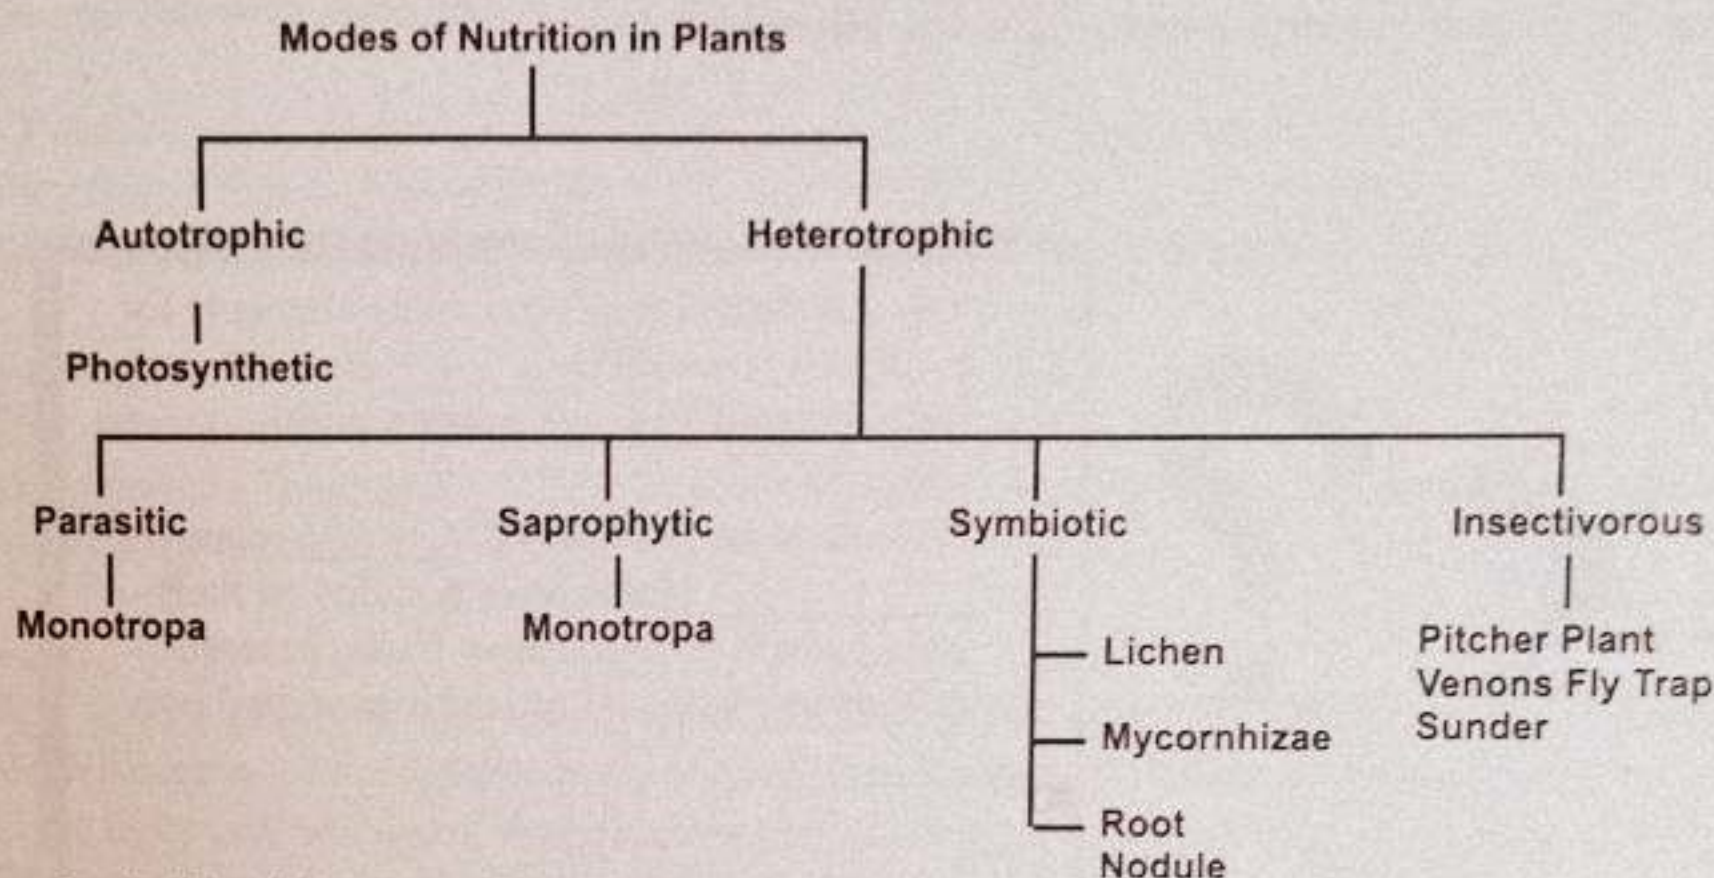 Modes of Nutrition in Plants
Autotrophic
Heterotrophic
Photosynthetic
Parasitic
Saprophytic
Symbiotic
Insectivorous
Monotropa
Monotropa
Lichen
Mycornhizae
Root
Nodule
Pitcher Plant
Venons Fly Trap
Sunder